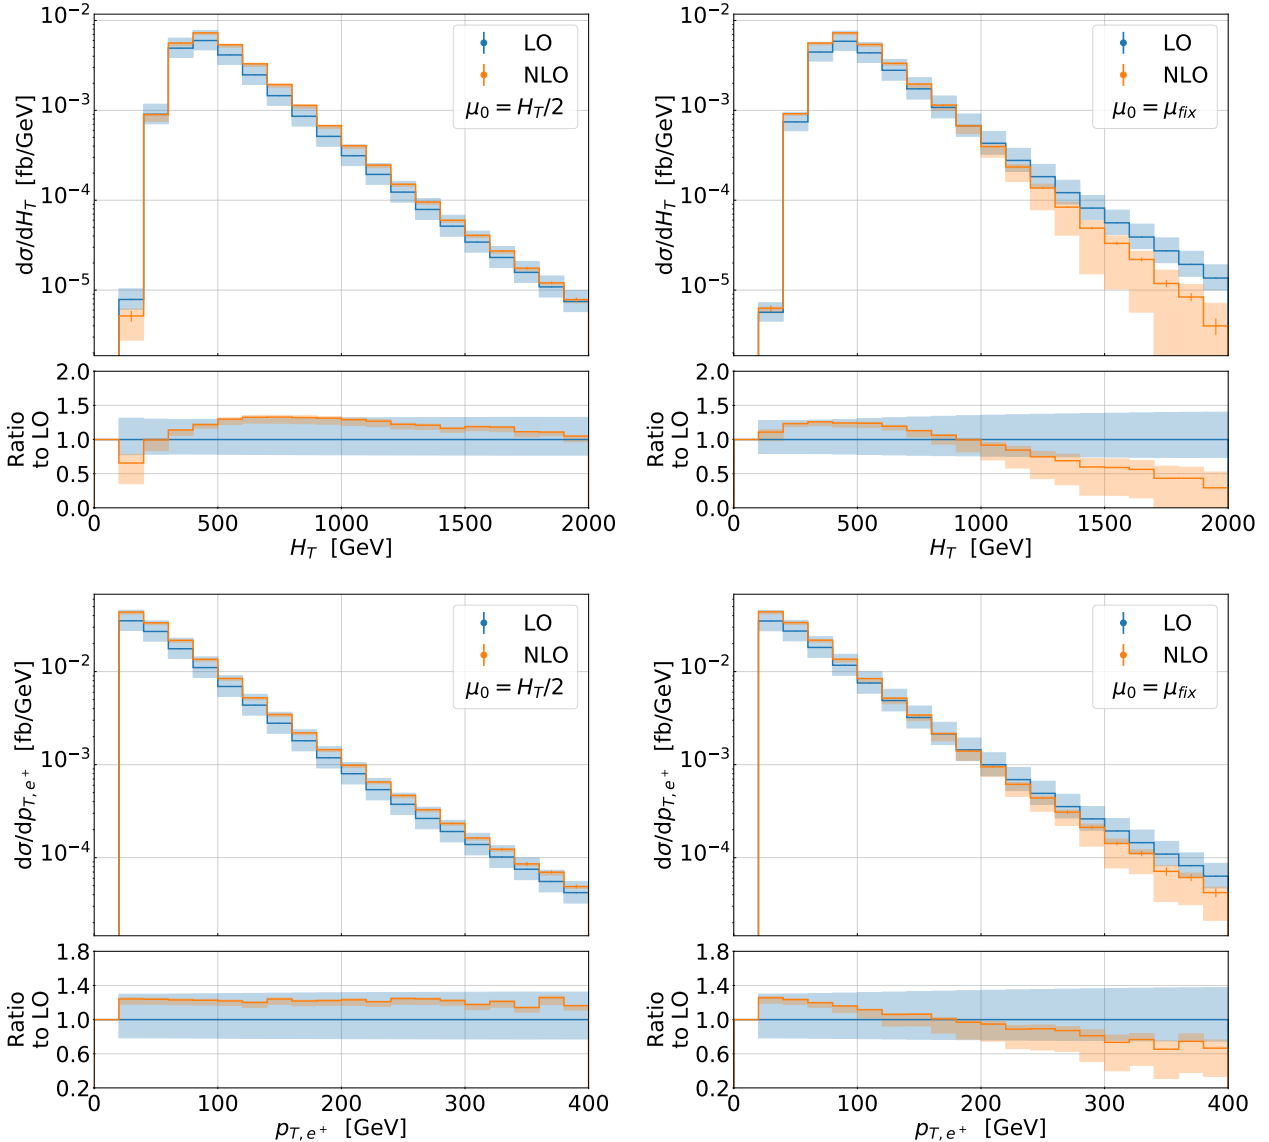 10⁻²
10⁻³
10⁻⁴
10⁻⁵
dσ/dH_T [fb/GeV]
LO
NLO
μ₀ = H_T/2
2.0
1.5
1.0
0.5
0.0
Ratio
to LO
0 500 1000 1500 2000
H_T [GeV]
10⁻²
10⁻³
10⁻⁴
10⁻⁵
dσ/dH_T [fb/GeV]
LO
NLO
μ₀ = μ_fix
2.0
1.5
1.0
0.5
0.0
Ratio
to LO
0 500 1000 1500 2000
H_T [GeV]
10⁻²
10⁻³
10⁻⁴
dσ/dp_{T, e⁺} [fb/GeV]
LO
NLO
μ₀ = H_T/2
1.8
1.4
1.0
0.6
0.2
Ratio
to LO
0 100 200 300 400
p_{T, e⁺} [GeV]
10⁻²
10⁻³
10⁻⁴
dσ/dp_{T, e⁺} [fb/GeV]
LO
NLO
μ₀ = μ_fix
1.8
1.4
1.0
0.6
0.2
Ratio
to LO
0 100 200 300 400
p_{T, e⁺} [GeV]